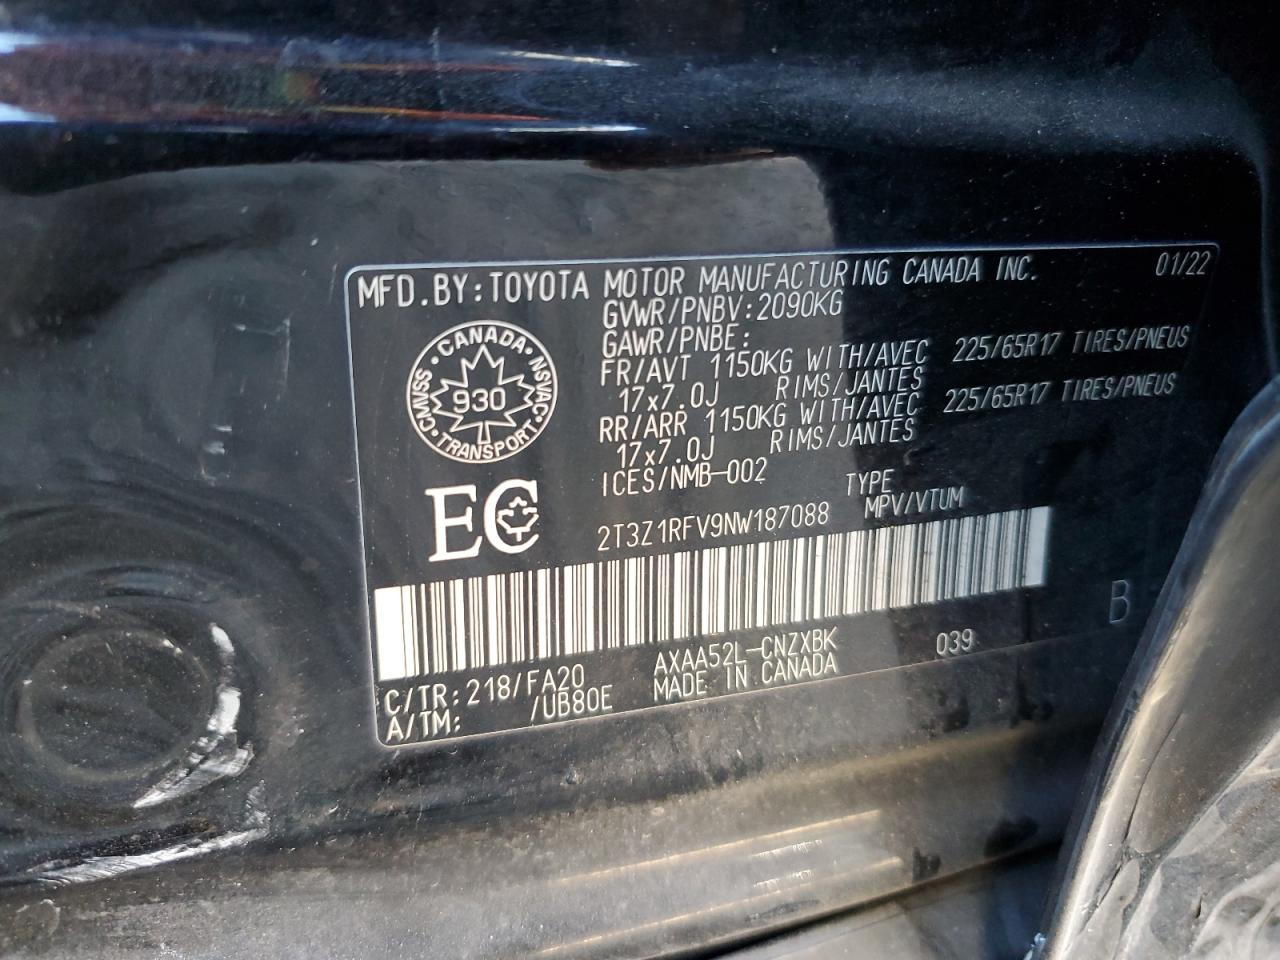 MFD.BY:TOYOTA MOTOR MANUFACTURING CANADA INC. 01/22
GVWR/PNBV:2090KG
GAWR/PNBE:
FR/AVT 1150KG WITH/AVEC 225/65R17 TIRES/PNEUS
17x7.0J RIMS/JANTES
RR/ARR 1150KG WITH/AVEC 225/65R17 TIRES/PNEUS
17x7.0J RIMS/JANTES
ICES/NMB-002 TYPE
2T3Z1RFV9NW187088 MPV/VTUM
CANADA
CMVSS 930 NSVAC
TRANSPORT
EC
B
C/TR:218/FA20 AXAA52L-CNZXBK 039
A/TM: /UB80E MADE IN CANADA